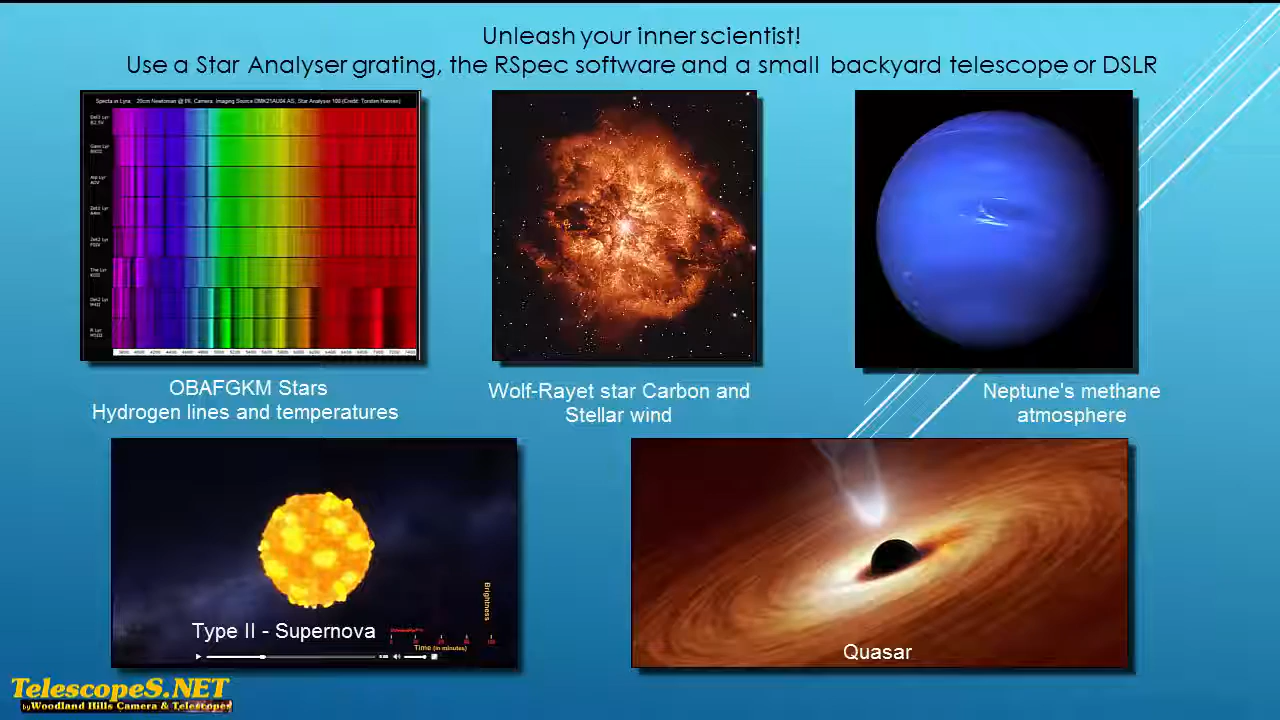 Unleash your inner scientist!
Use a Star Analyser grating, the RSpec software and a small backyard telescope or DSLR
OBAFGKM Stars
Hydrogen lines and temperatures
Wolf-Rayet star Carbon and
Stellar wind
Neptune's methane
atmosphere
Brightness
Type II - Supernova
Time (in minutes)
Quasar
TelescopeS.NET
by Woodland Hills Camera & Telescopes